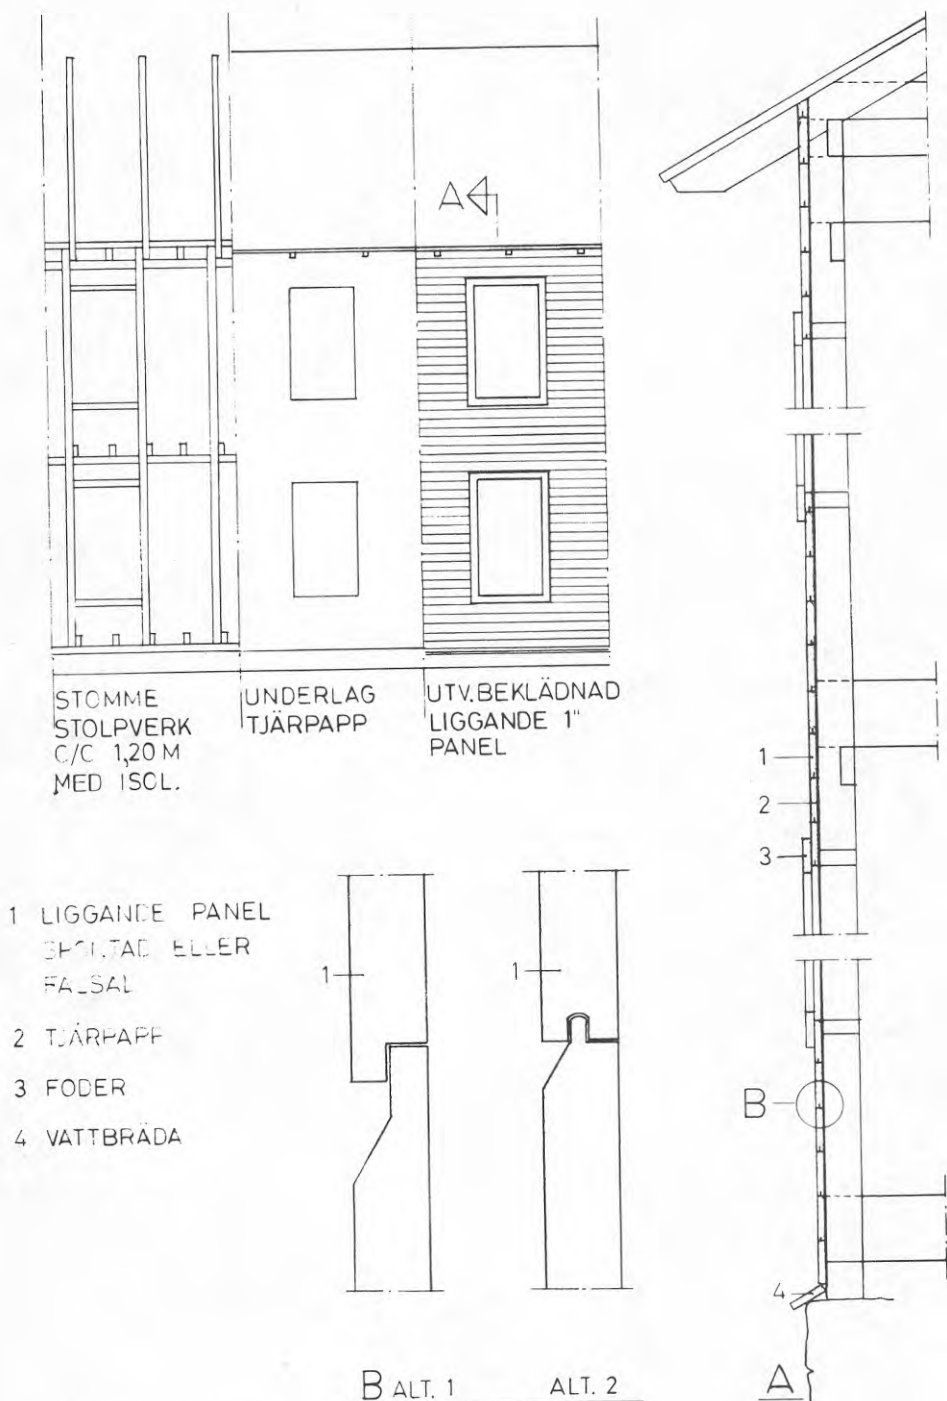 A
STOMME
STOLPVERK
C/C 1,20 M
MED ISOL.
UNDERLAG
TJÄRPAPP
UTV. BEKLÄDNAD
LIGGANDE 1"
PANEL
1
2
3
1 LIGGANDE PANEL
ELLER
2 TJÄRPAPP
3 FODER
4 VATTBRÄDA
1
1
B
4
B ALT. 1
ALT. 2
A